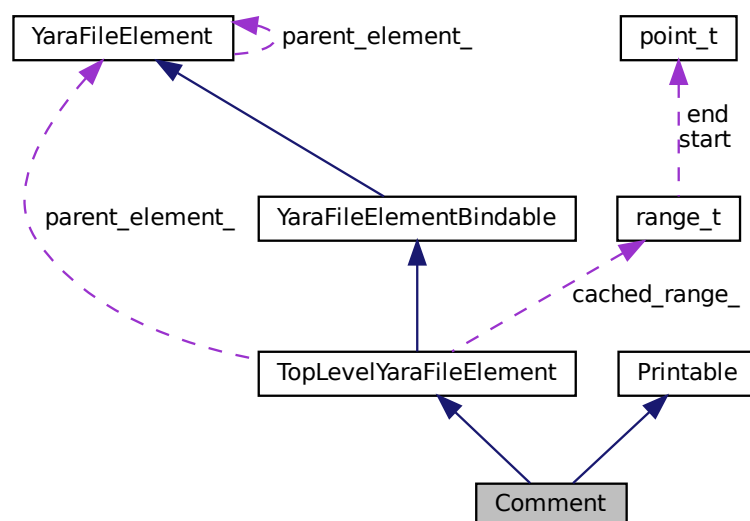 YaraFileElement
parent_element_
point_t
end
start
parent_element_
YaraFileElementBindable
range_t
cached_range_
TopLevelYaraFileElement
Printable
Comment